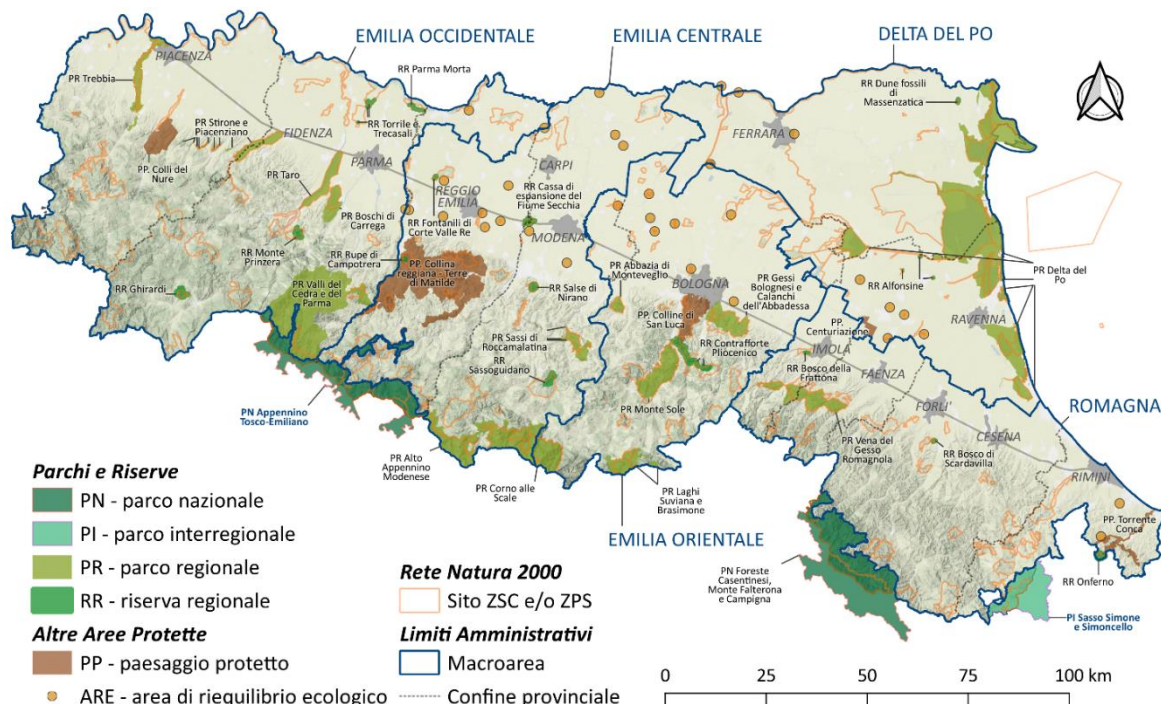 EMILIA OCCIDENTALE
EMILIA CENTRALE
DELTA DEL PO
PIACENZA
PR Trebbia
RR Parma Morta
RR Dune fossili
di
Massenzatica
RR Torrile e
Trecasali
PR Stirone e
Piacenziano
FIDENZA
FERRARA
PP. Colli del
Nure
PARMA
CARPI
PR Taro
REGGIO
EMILIA
RR Cassa di
espansione del
Fiume Secchia
PR Boschi di
Carrega
RR Fontanili di
Corte Valle Re
MODENA
RR Monte
Prinzera
RR Rupe di
Campotrera
PP. Collina
reggiana - Terre
di Matilde
PR Abbazia di
Monteveglio
BOLOGNA
PR Gessi
Bolognesi e
Calanchi
dell'Abbadessa
PR Delta del
Po
RR Alfonsine
RR Ghirardi
PR Valli del
Cedra e del
Parma
RR Salse di
Nirano
PP. Colline di
San Luca
PP.
Centuriazione
RAVENNA
PR Sassi di
Roccamalatina
RR Contrafforte
Pliocenico
IMOLA
RR
Sassoguidano
RR Bosco della
Frattona
FAENZA
PN Appennino
Tosco-Emiliano
PR Monte Sole
FORLI'
ROMAGNA
PR Vena del
Gesso
Romagnola
CESENA
RR Bosco di
Scardavilla
PR Alto
Appennino
Modenese
PR Corno alle
Scale
PR Laghi
Suviana e
Brasimone
RIMINI
PP. Torrente
Conca
EMILIA ORIENTALE
RR Onferno
PN Foreste
Casentinesi,
Monte Falterona
e Campigna
PI Sasso Simone
e Simoncello
Parchi e Riserve
PN - parco nazionale
PI - parco interregionale
PR - parco regionale
RR - riserva regionale
Altre Aree Protette
PP - paesaggio protetto
ARE - area di riequilibrio ecologico
Rete Natura 2000
Sito ZSC e/o ZPS
Limiti Amministrativi
Macroarea
Confine provinciale
0 25 50 75 100 km